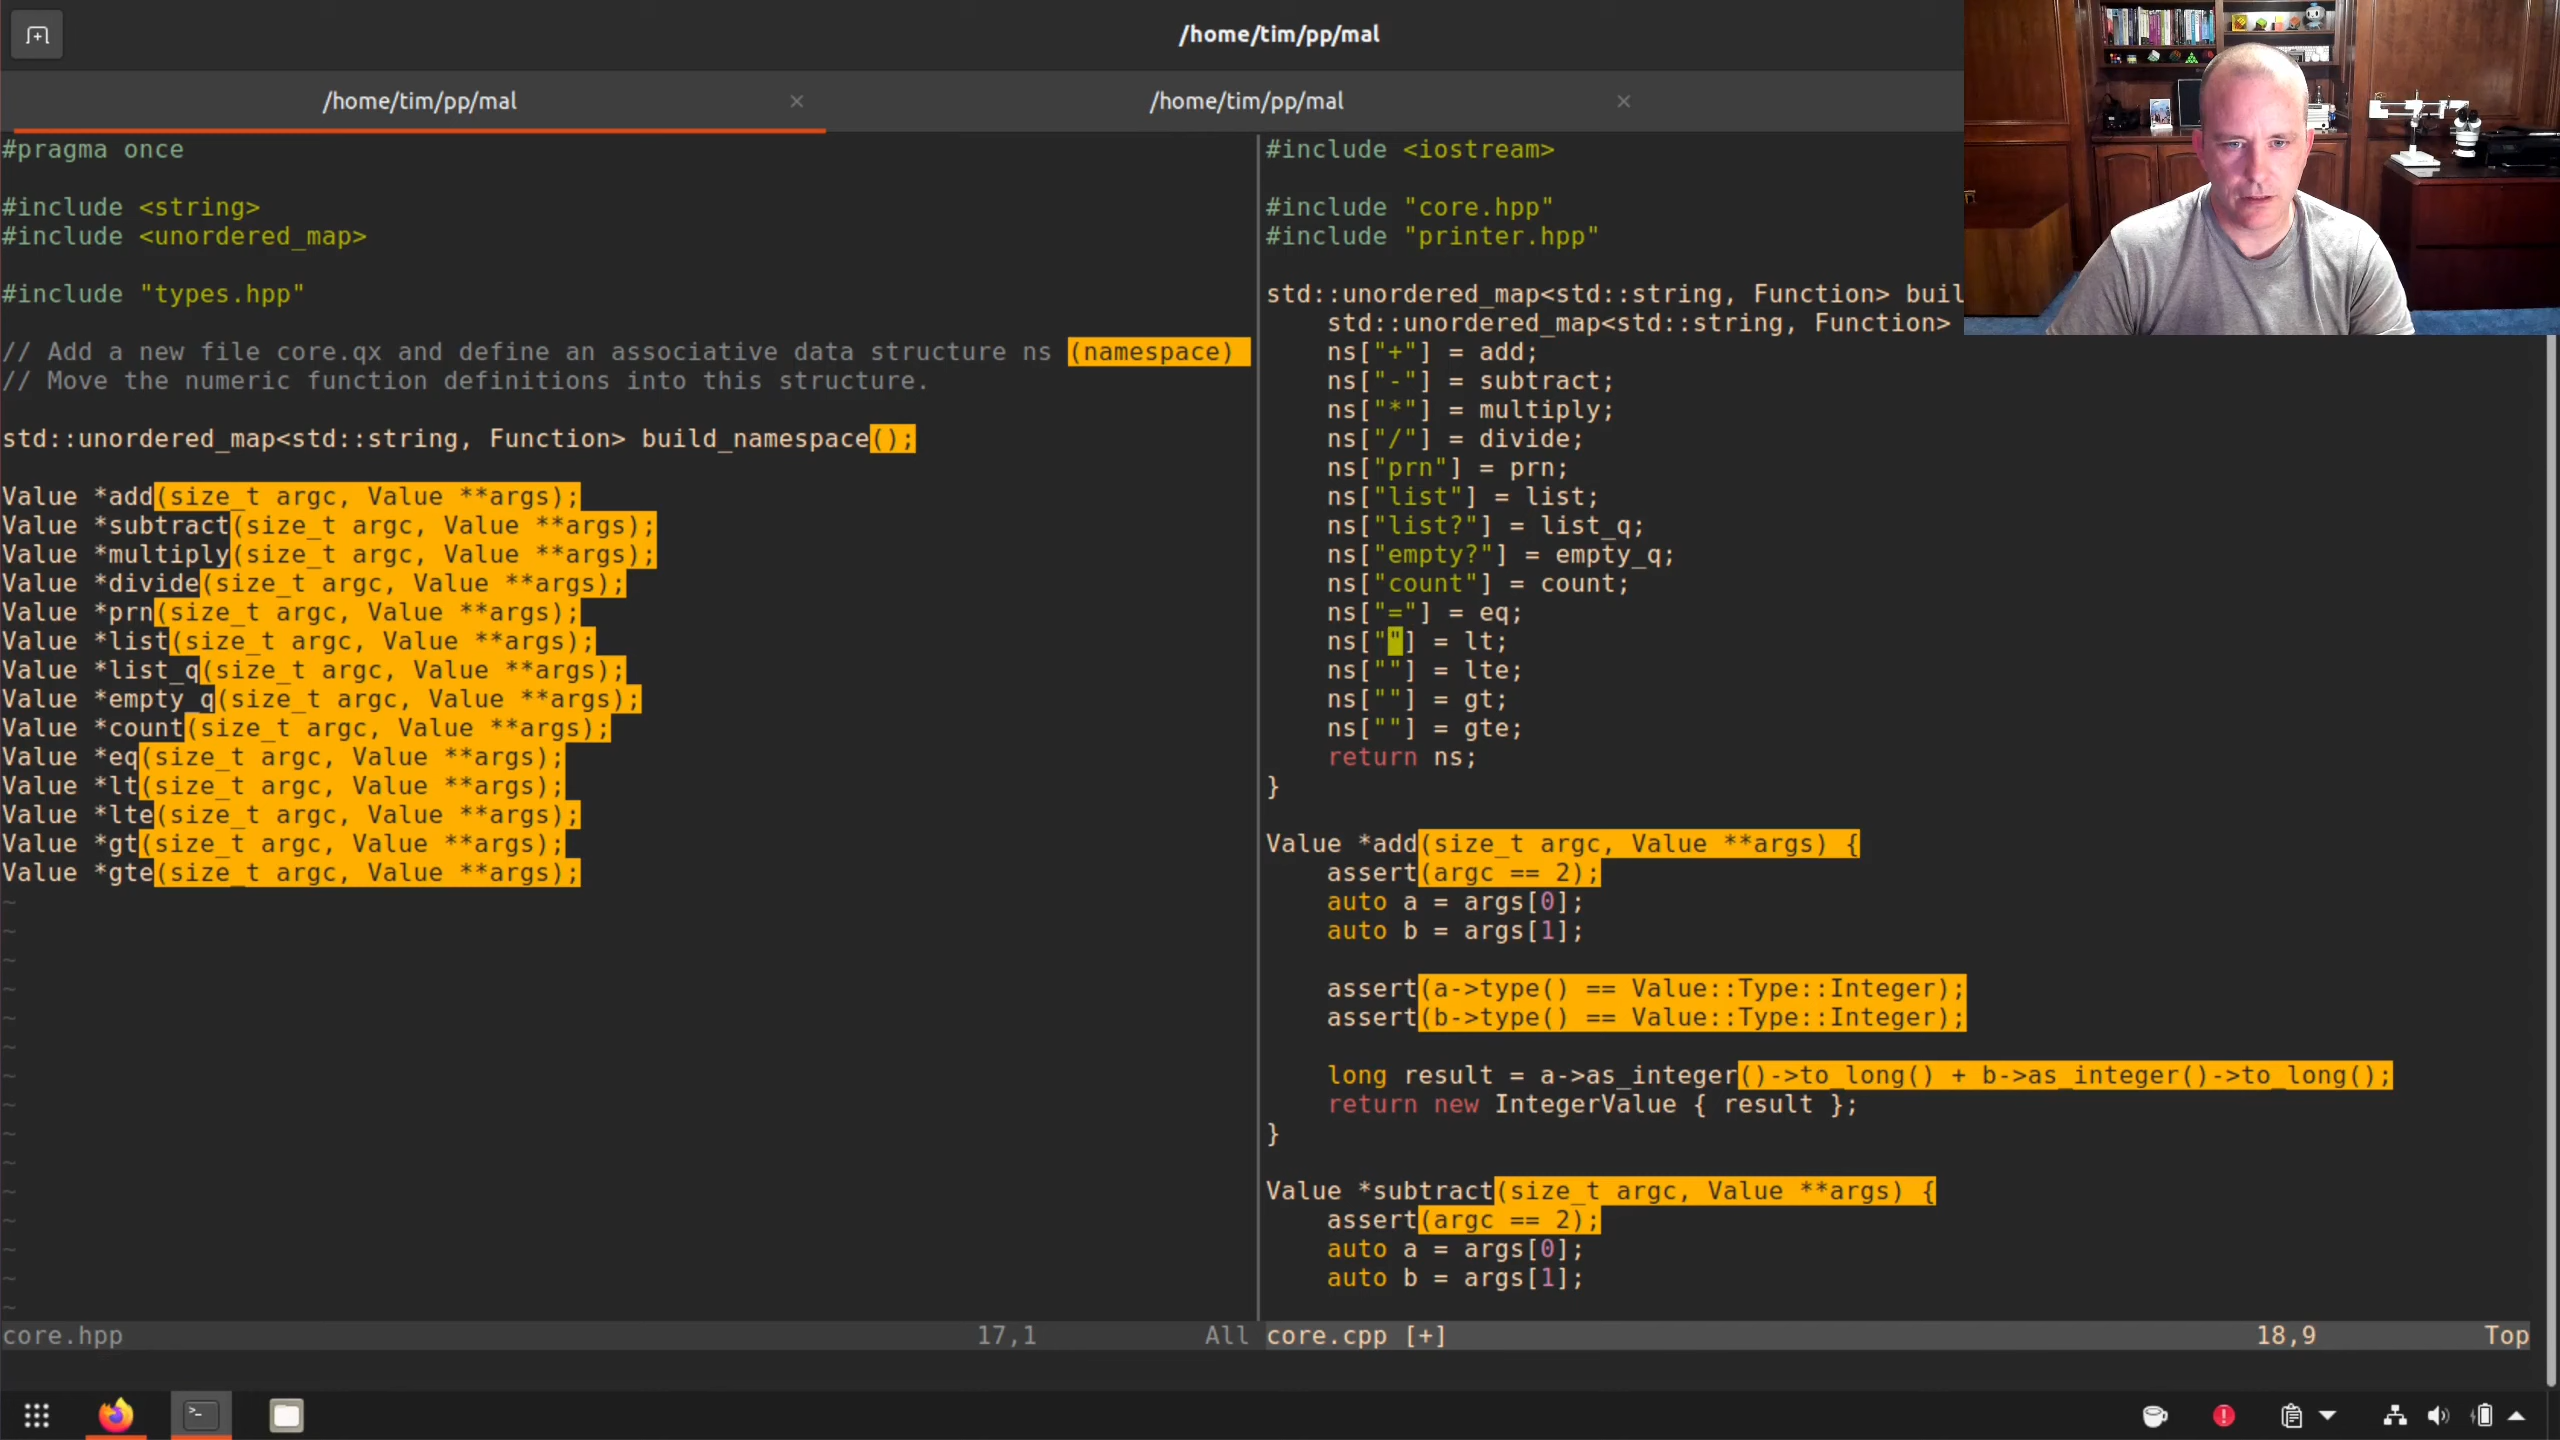 /home/tim/pp/mal
/home/tim/pp/mal ×
/home/tim/pp/mal ×
#pragma once
#include <string>
#include <unordered_map>
#include "types.hpp"
// Add a new file core.qx and define an associative data structure ns (namespace)
// Move the numeric function definitions into this structure.
std::unordered_map<std::string, Function> build_namespace();
Value *add(size_t argc, Value **args);
Value *subtract(size_t argc, Value **args);
Value *multiply(size_t argc, Value **args);
Value *divide(size_t argc, Value **args);
Value *prn(size_t argc, Value **args);
Value *list(size_t argc, Value **args);
Value *list_q(size_t argc, Value **args);
Value *empty_q(size_t argc, Value **args);
Value *count(size_t argc, Value **args);
Value *eq(size_t argc, Value **args);
Value *lt(size_t argc, Value **args);
Value *lte(size_t argc, Value **args);
Value *gt(size_t argc, Value **args);
Value *gte(size_t argc, Value **args);
core.hpp 17,1 All
#include <iostream>
#include "core.hpp"
#include "printer.hpp"
std::unordered_map<std::string, Function> buil
std::unordered_map<std::string, Function>
ns["+"] = add;
ns["-"] = subtract;
ns["*"] = multiply;
ns["/"] = divide;
ns["prn"] = prn;
ns["list"] = list;
ns["list?"] = list_q;
ns["empty?"] = empty_q;
ns["count"] = count;
ns["="] = eq;
ns[""] = lt;
ns[""] = lte;
ns[""] = gt;
ns[""] = gte;
return ns;
}
Value *add(size_t argc, Value **args) {
assert(argc == 2);
auto a = args[0];
auto b = args[1];
assert(a->type() == Value::Type::Integer);
assert(b->type() == Value::Type::Integer);
long result = a->as_integer()->to_long() + b->as_integer()->to_long();
return new IntegerValue { result };
}
Value *subtract(size_t argc, Value **args) {
assert(argc == 2);
auto a = args[0];
auto b = args[1];
core.cpp [+] 18,9 Top